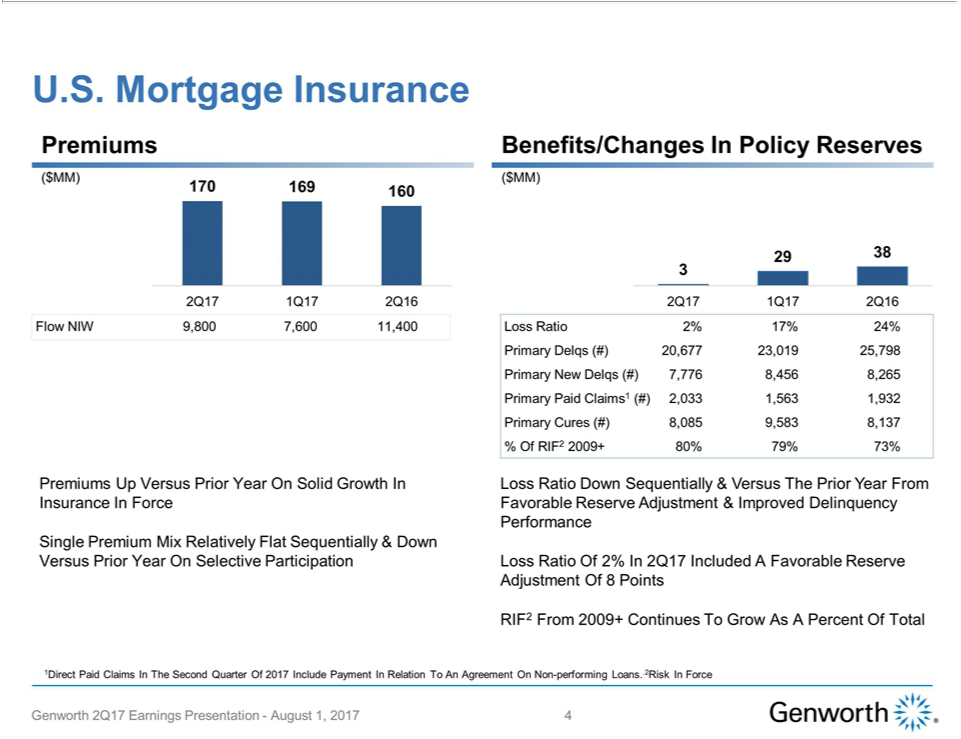 U.S. Mortgage Insurance
Premiums
($MM)
170 169 160
2Q17 1Q17 2Q16
Flow NIW 9,800 7,600 11,400
Premiums Up Versus Prior Year On Solid Growth In
Insurance In Force
Single Premium Mix Relatively Flat Sequentially & Down
Versus Prior Year On Selective Participation
Benefits/Changes In Policy Reserves
($MM)
3 29 38
2Q17 1Q17 2Q16
Loss Ratio 2% 17% 24%
Primary Delqs (#) 20,677 23,019 25,798
Primary New Delqs (#) 7,776 8,456 8,265
Primary Paid Claims¹ (#) 2,033 1,563 1,932
Primary Cures (#) 8,085 9,583 8,137
% Of RIF² 2009+ 80% 79% 73%
Loss Ratio Down Sequentially & Versus The Prior Year From
Favorable Reserve Adjustment & Improved Delinquency
Performance
Loss Ratio Of 2% In 2Q17 Included A Favorable Reserve
Adjustment Of 8 Points
RIF² From 2009+ Continues To Grow As A Percent Of Total
¹Direct Paid Claims In The Second Quarter Of 2017 Include Payment In Relation To An Agreement On Non-performing Loans. ²Risk In Force
Genworth 2Q17 Earnings Presentation - August 1, 2017 4 Genworth®